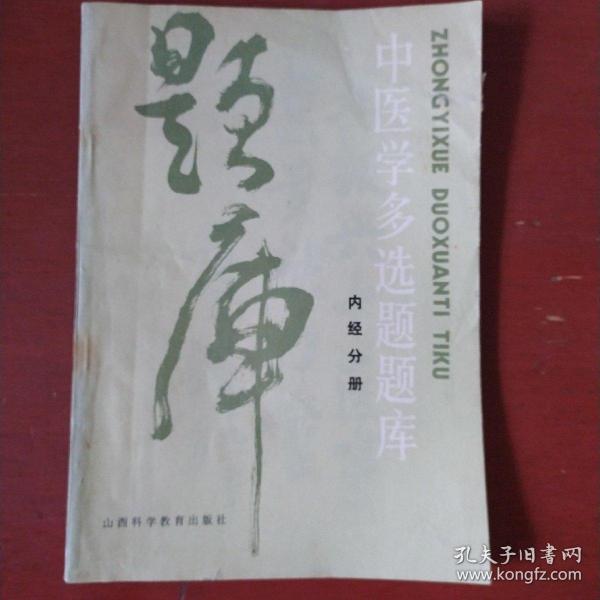 ZHONGYIXUE DUOXUANTI TIKU
中医学多选题题库
内经分册
题库
山西科学教育出版社
孔夫子旧书网
www.kongfz.com